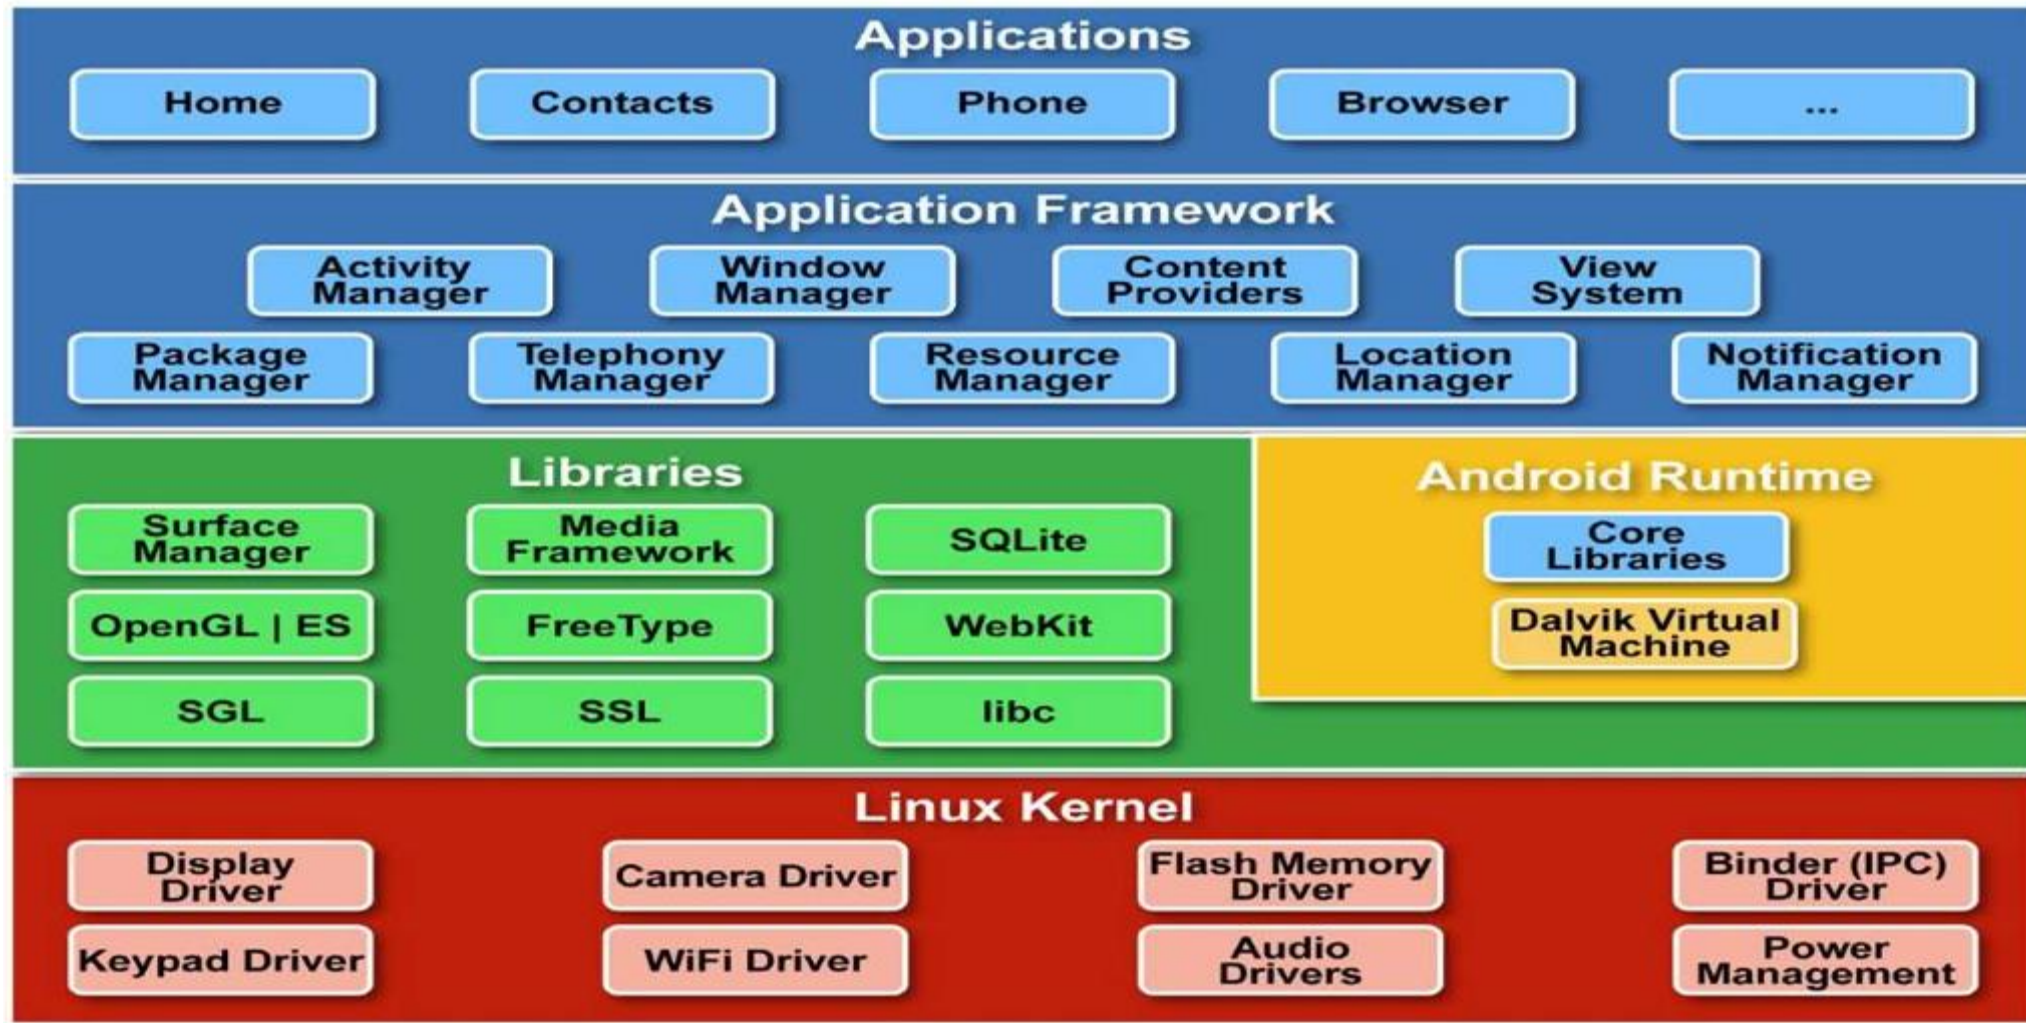 Applications
Home
Contacts
Phone
Browser
...
Application Framework
Activity
Manager
Window
Manager
Content
Providers
View
System
Package
Manager
Telephony
Manager
Resource
Manager
Location
Manager
Notification
Manager
Libraries
Surface
Manager
Media
Framework
SQLite
OpenGL | ES
FreeType
WebKit
SGL
SSL
libc
Android Runtime
Core
Libraries
Dalvik Virtual
Machine
Linux Kernel
Display
Driver
Camera Driver
Flash Memory
Driver
Binder (IPC)
Driver
Keypad Driver
WiFi Driver
Audio
Drivers
Power
Management